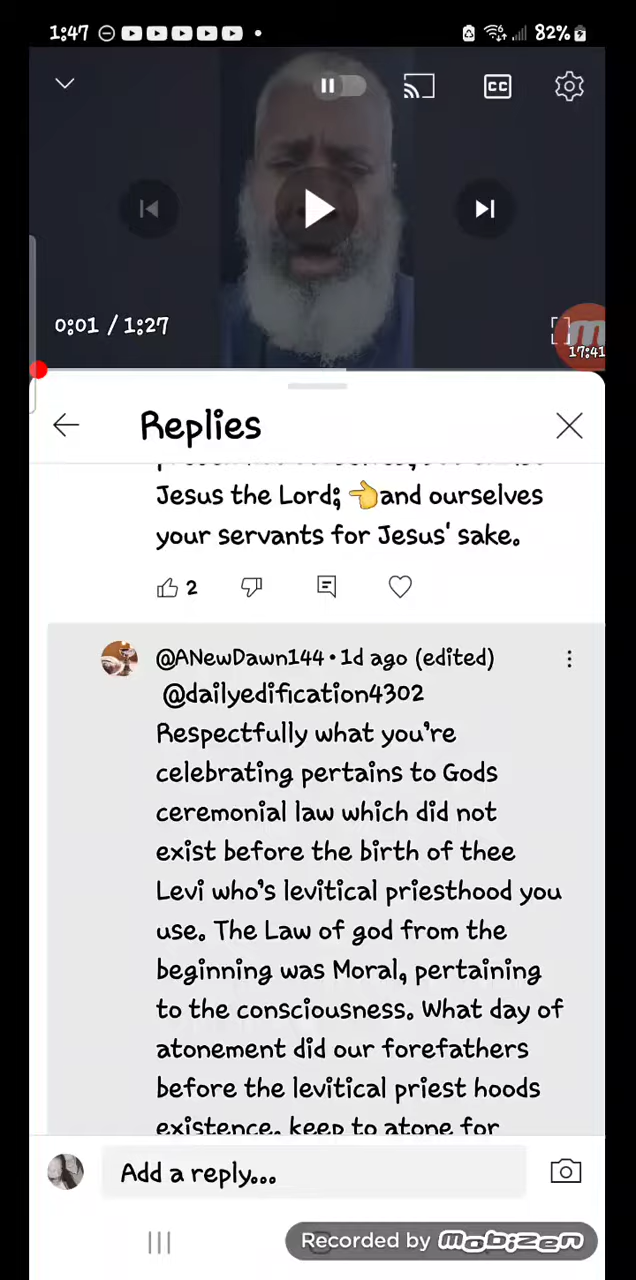 1:47
82%
CC
0:01 / 1:27
17:41
Replies
Jesus the Lord; 👉and ourselves
your servants for Jesus' sake.
2
@ANewDawn144 • 1d ago (edited)
@dailyedification4302
Respectfully what you're
celebrating pertains to Gods
ceremonial law which did not
exist before the birth of thee
Levi who's levitical priesthood you
use. The Law of god from the
beginning was Moral, pertaining
to the consciousness. What day of
atonement did our forefathers
before the levitical priest hoods
existence, keep to atone for
Add a reply...
Recorded by mobizen